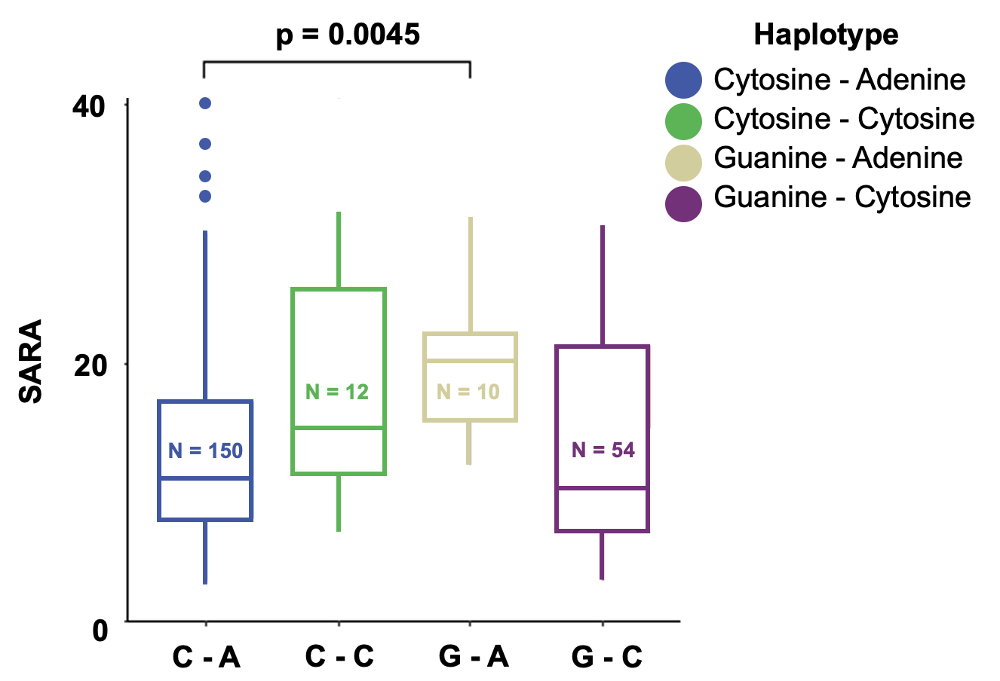 p = 0.0045
Haplotype
Cytosine - Adenine
Cytosine - Cytosine
Guanine - Adenine
Guanine - Cytosine
40
20
0
SARA
N = 150
N = 12
N = 10
N = 54
C - A
C - C
G - A
G - C